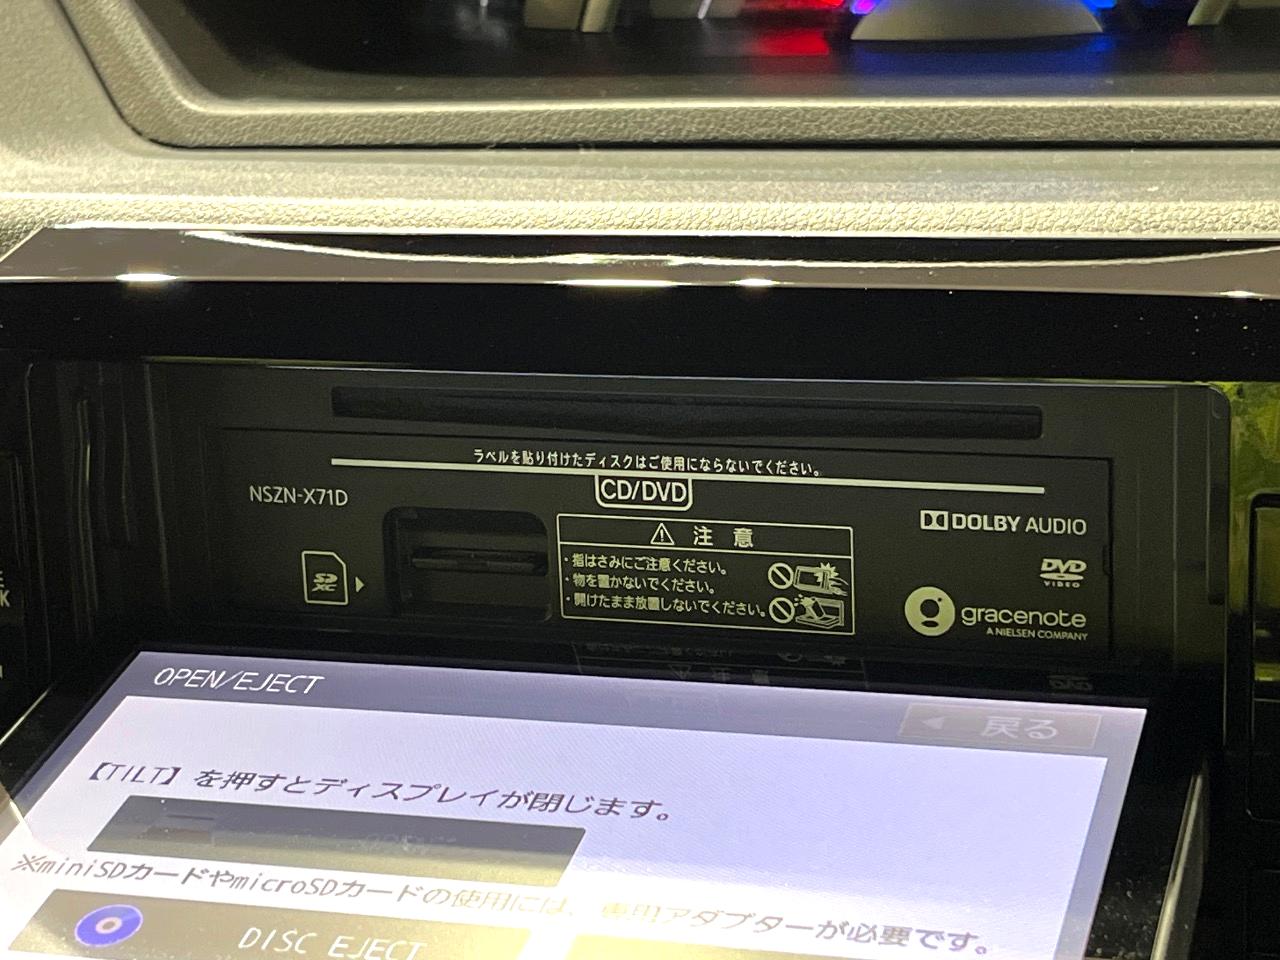 ラベルを貼り付けたディスクはご使用にならないでください。
NSZN-X71D
CD/DVD
DOLBY AUDIO
注 意
・指はさみにご注意ください。
・物を置かないでください。
・開けたまま放置しないでください。
SD
XC
DVD
VIDEO
gracenote
A NIELSEN COMPANY
OPEN/EJECT
戻る
【TILT】を押すとディスプレイが閉じます。
※miniSDカードやmicroSDカードの使用には、専用アダプターが必要です。
DISC EJECT